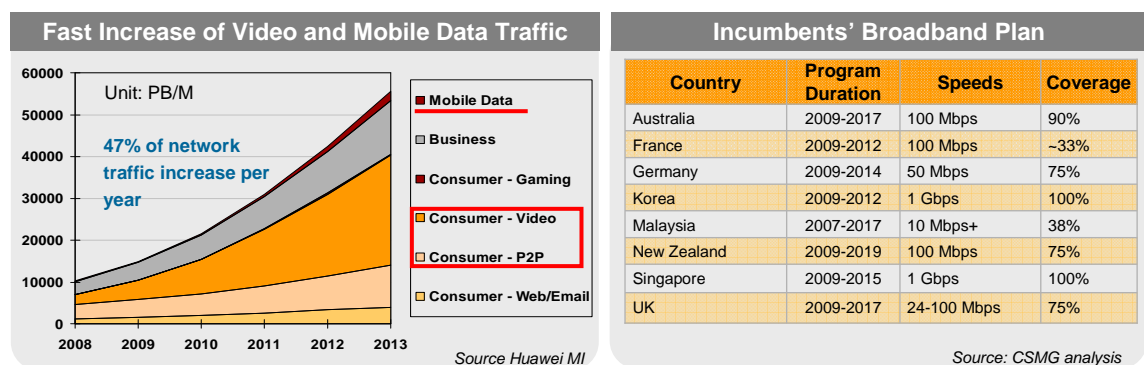 Fast Increase of Video and Mobile Data Traffic
60000
50000
40000
30000
20000
10000
0
Unit: PB/M
47% of network
traffic increase per
year
2008 2009 2010 2011 2012 2013
Mobile Data
Business
Consumer - Gaming
Consumer - Video
Consumer - P2P
Consumer - Web/Email
Source Huawei MI
Incumbents' Broadband Plan
Country Program Duration Speeds Coverage
Australia 2009-2017 100 Mbps 90%
France 2009-2012 100 Mbps ~33%
Germany 2009-2014 50 Mbps 75%
Korea 2009-2012 1 Gbps 100%
Malaysia 2007-2017 10 Mbps+ 38%
New Zealand 2009-2019 100 Mbps 75%
Singapore 2009-2015 1 Gbps 100%
UK 2009-2017 24-100 Mbps 75%
Source: CSMG analysis